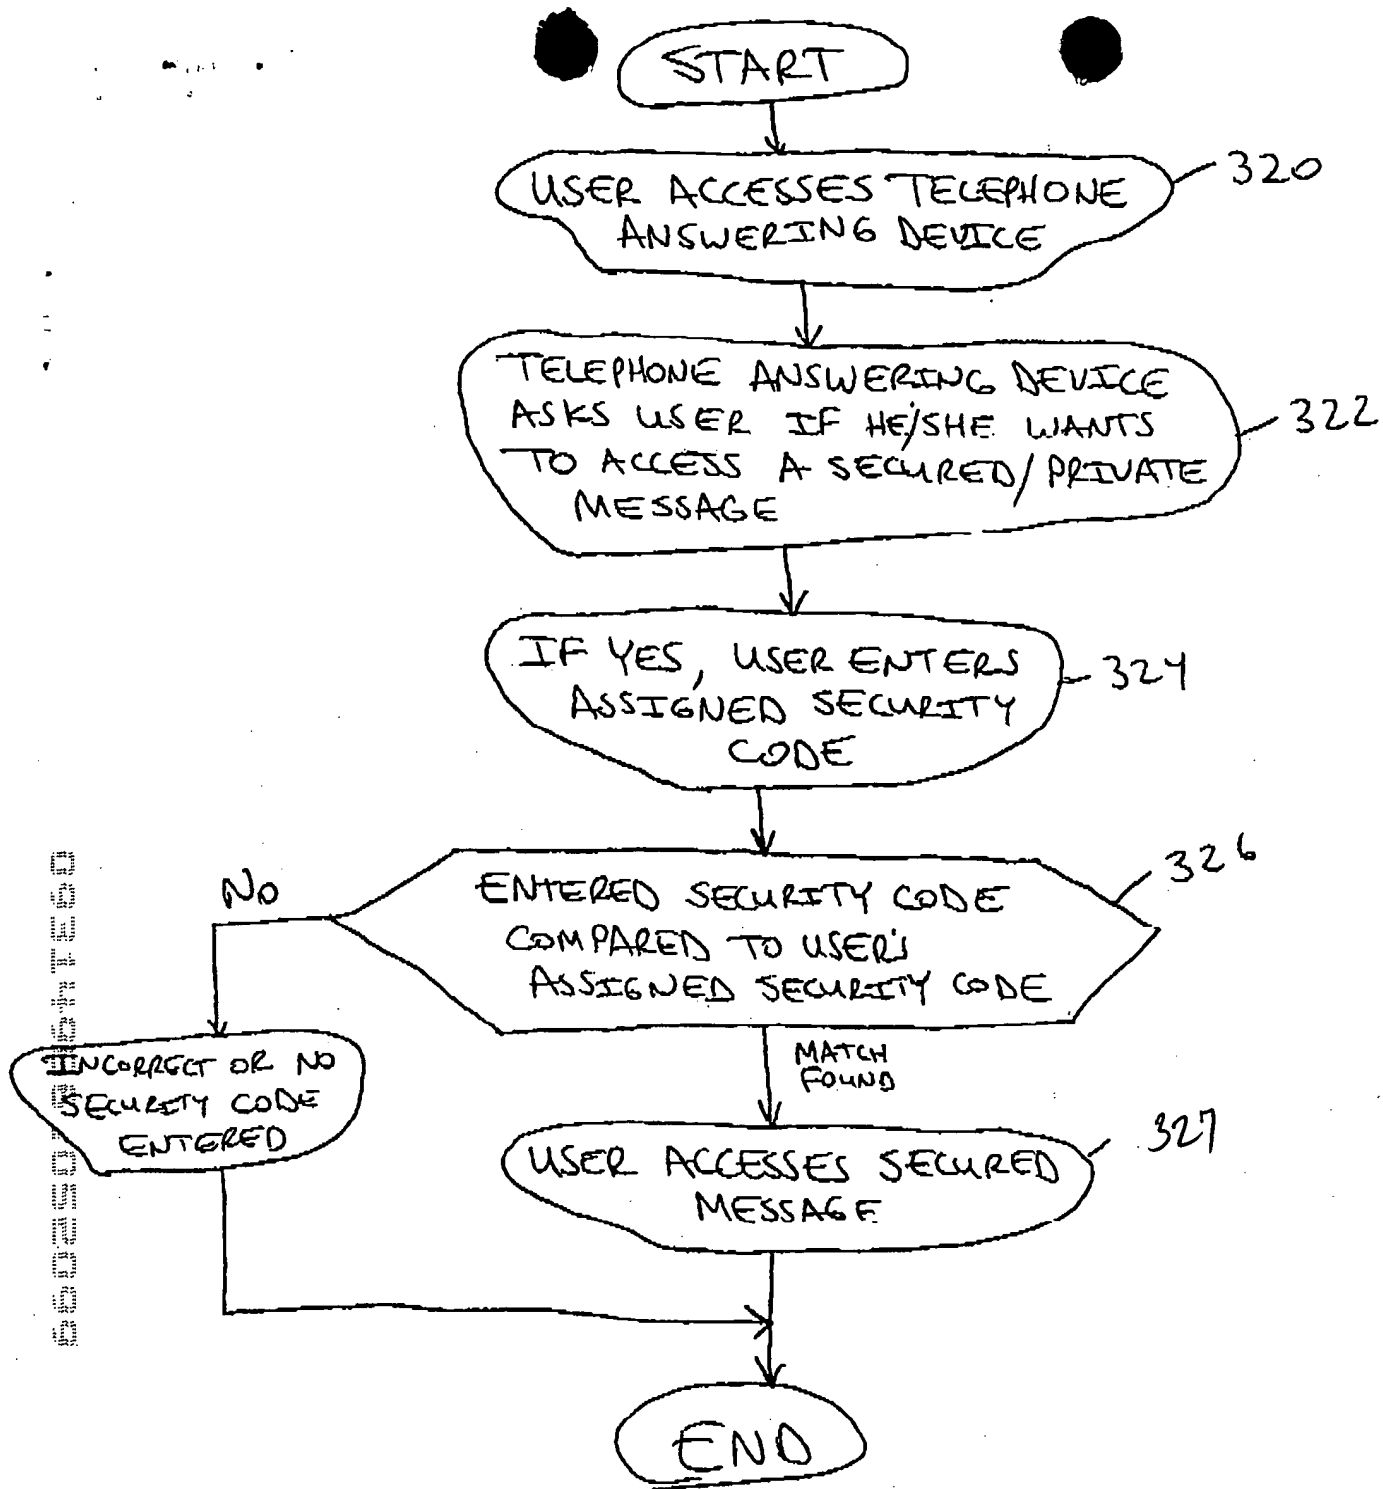 START
USER ACCESSES TELEPHONE
ANSWERING DEVICE
320
TELEPHONE ANSWERING DEVICE
ASKS USER IF HE/SHE WANTS
TO ACCESS A SECURED/PRIVATE
MESSAGE
322
IF YES, USER ENTERS
ASSIGNED SECURITY
CODE
324
ENTERED SECURITY CODE
COMPARED TO USER'S
ASSIGNED SECURITY CODE
326
NO
MATCH
FOUND
INCORRECT OR NO
SECURITY CODE
ENTERED
USER ACCESSES SECURED
MESSAGE
327
END